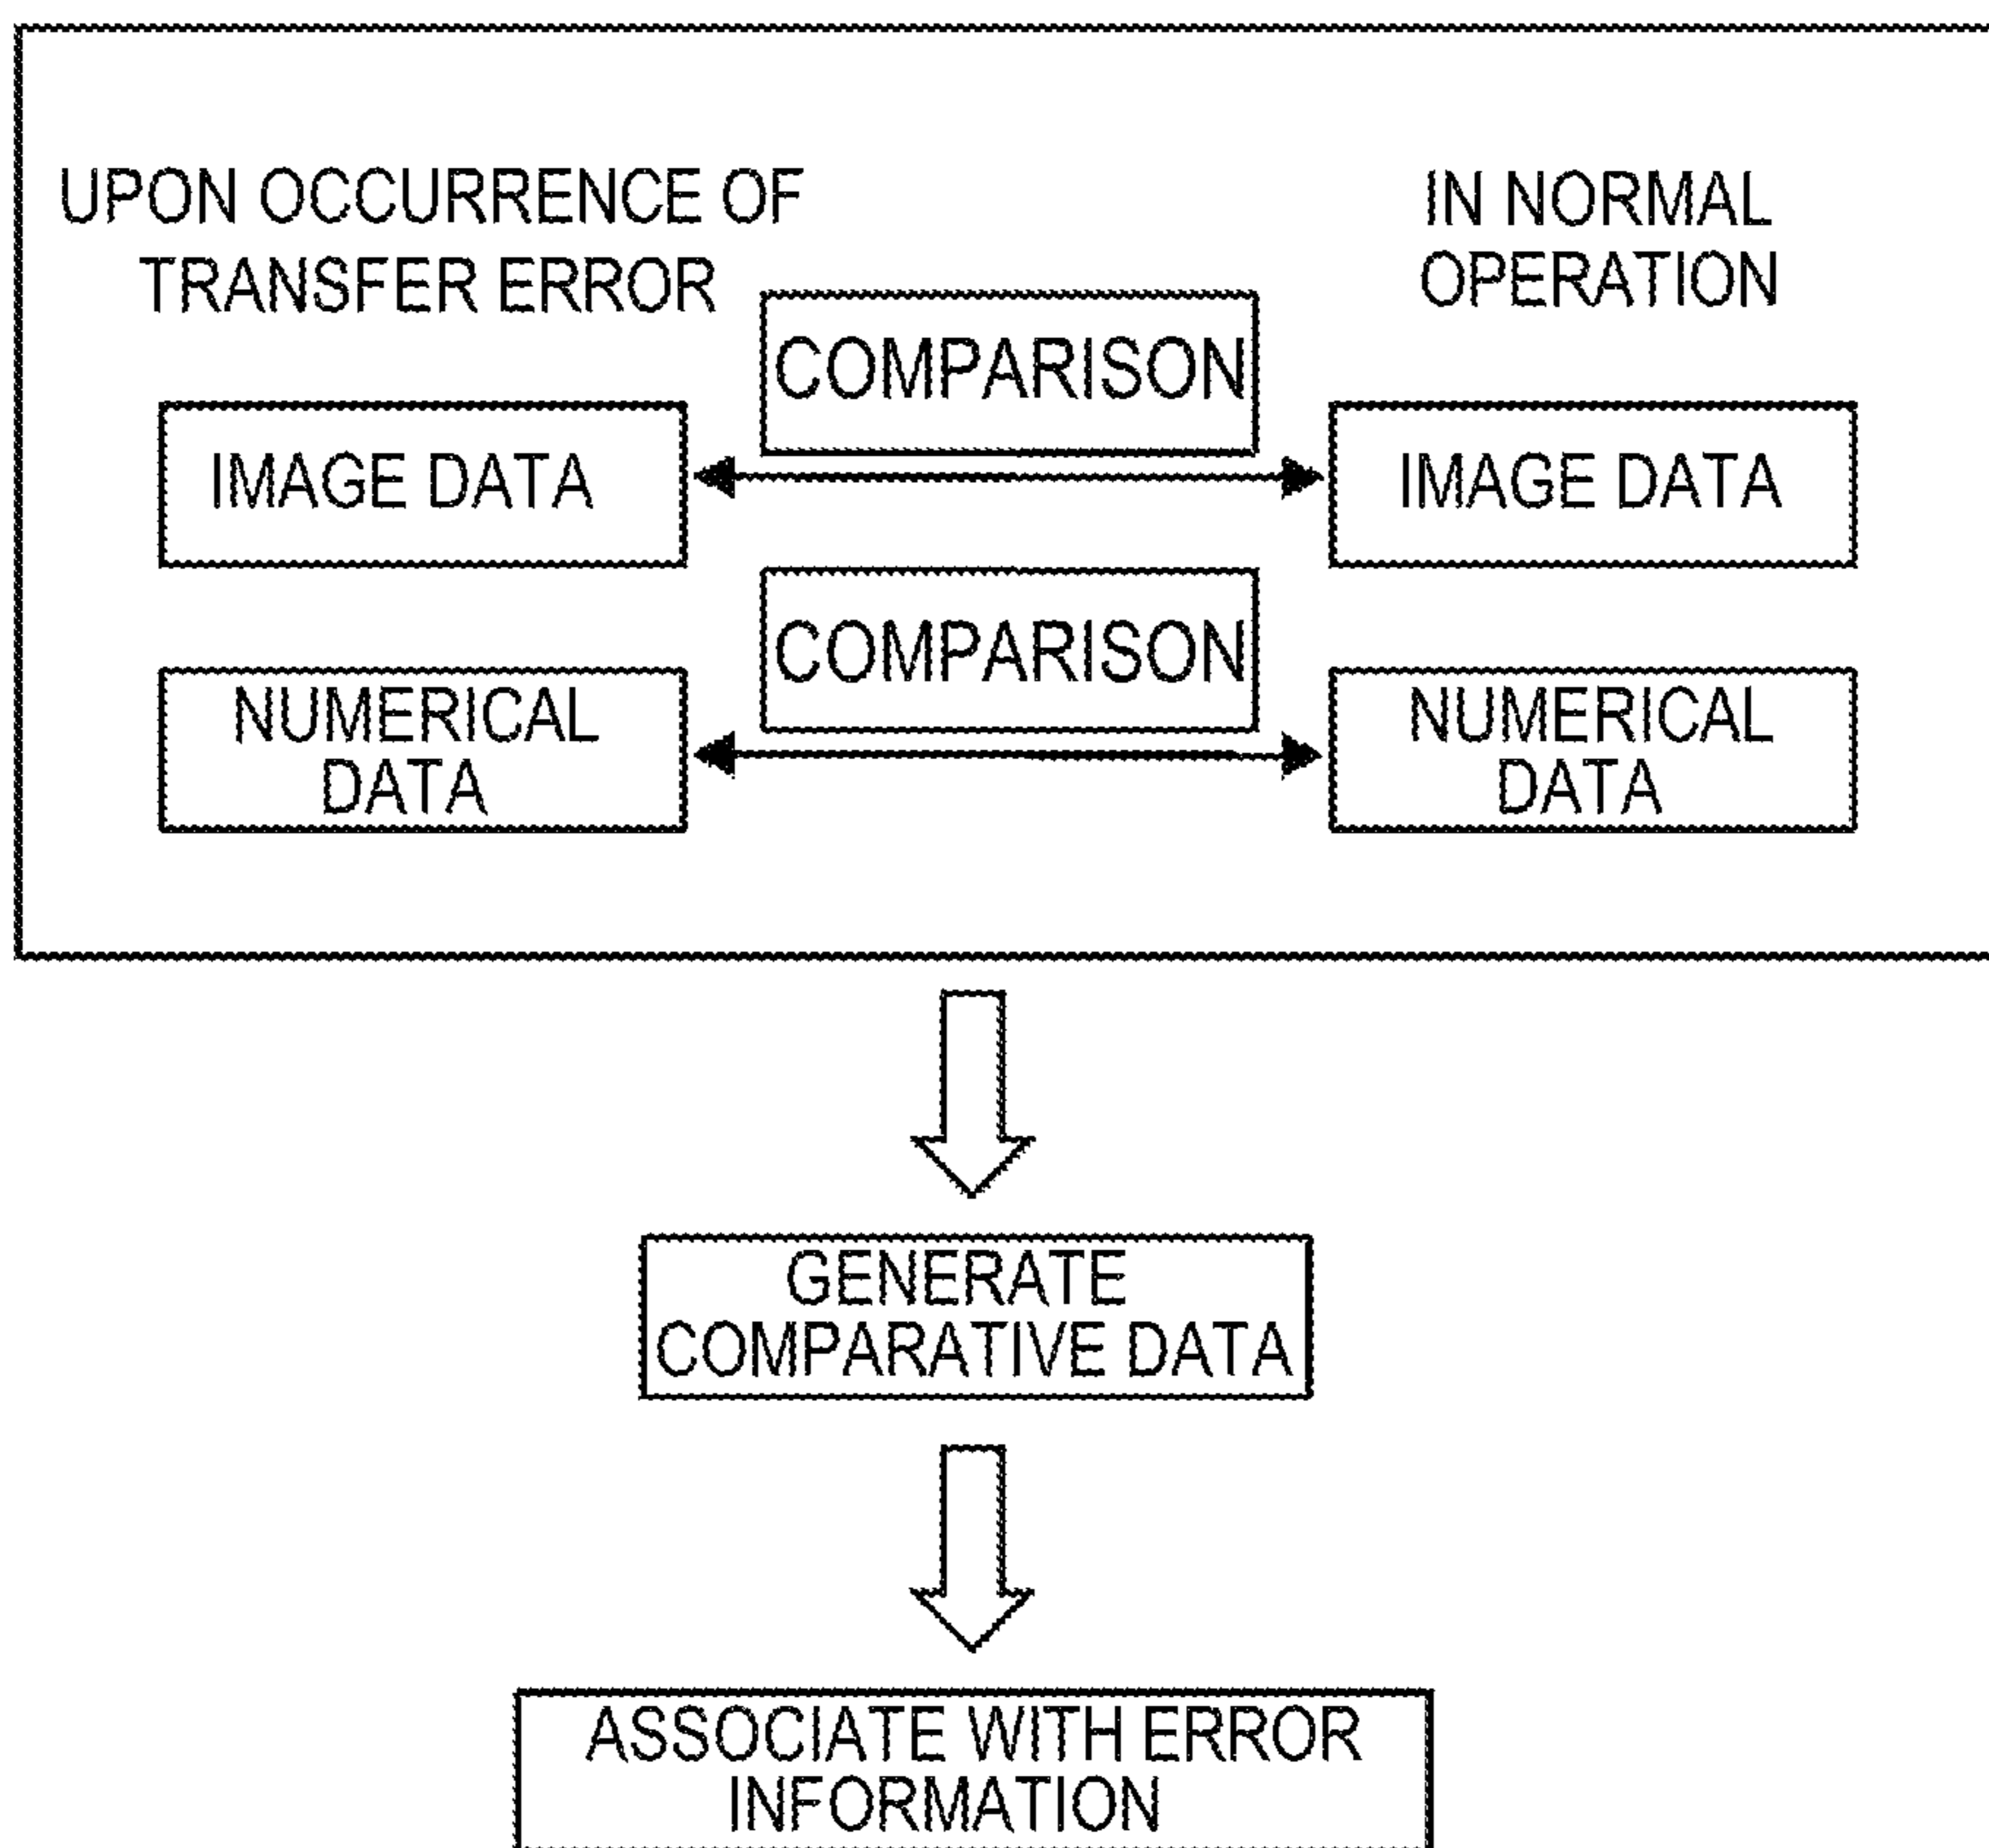 UPON OCCURRENCE OF
TRANSFER ERROR
IN NORMAL
OPERATION
COMPARISON
IMAGE DATA
IMAGE DATA
COMPARISON
NUMERICAL
DATA
NUMERICAL
DATA
GENERATE
COMPARATIVE DATA
ASSOCIATE WITH ERROR
INFORMATION